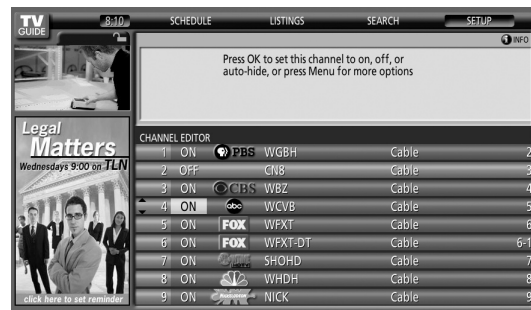 TV GUIDE 8:10 SCHEDULE LISTINGS SEARCH SETUP
i INFO
Press OK to set this channel to on, off, or
auto-hide, or press Menu for more options
Legal
Matters
Wednesdays 9:00 on TLN
click here to set reminder
CHANNEL EDITOR
1 ON PBS WGBH Cable 2
2 OFF CN8 Cable 3
3 ON CBS WBZ Cable 4
4 ON abc WCVB Cable 5
5 ON FOX WFXT Cable 6
6 ON FOX WFXT-DT Cable 6-1
7 ON SHOHD Cable 7
8 ON WHDH Cable 8
9 ON NICKELODEON NICK Cable 9